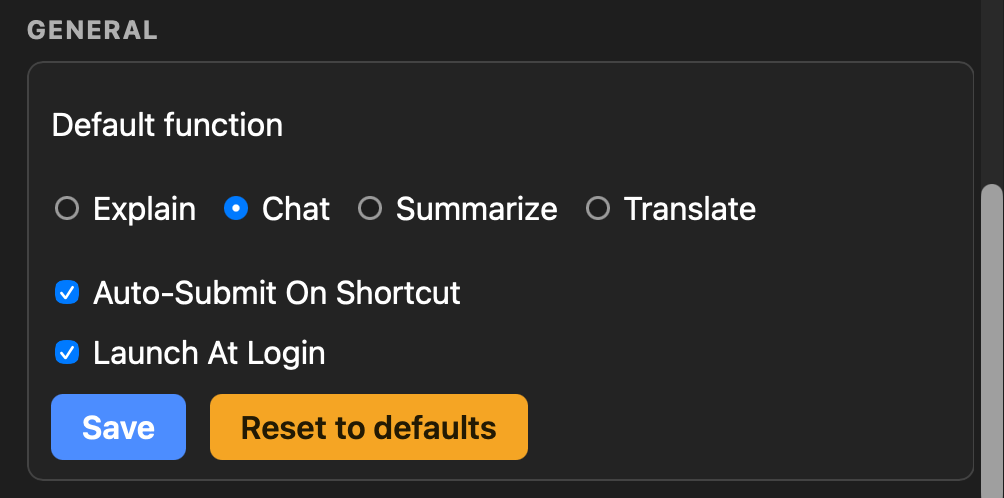 GENERAL
Default function
Explain Chat Summarize Translate
Auto-Submit On Shortcut
Launch At Login
Save Reset to defaults